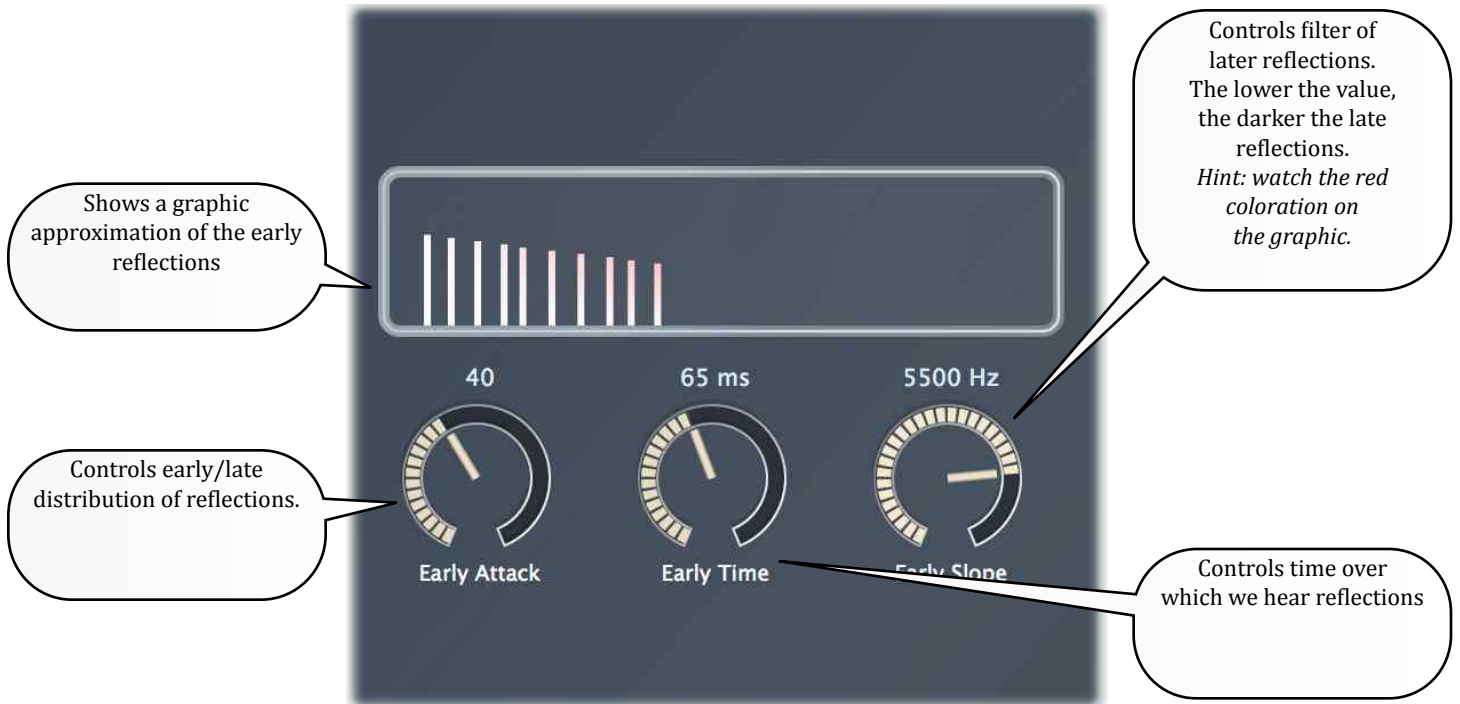 Controls filter of
later reflections.
The lower the value,
the darker the late
reflections.
Hint: watch the red
coloration on
the graphic.
Shows a graphic
approximation of the early
reflections
40
65 ms
5500 Hz
Controls early/late
distribution of reflections.
Early Attack
Early Time
Early Slope
Controls time over
which we hear reflections